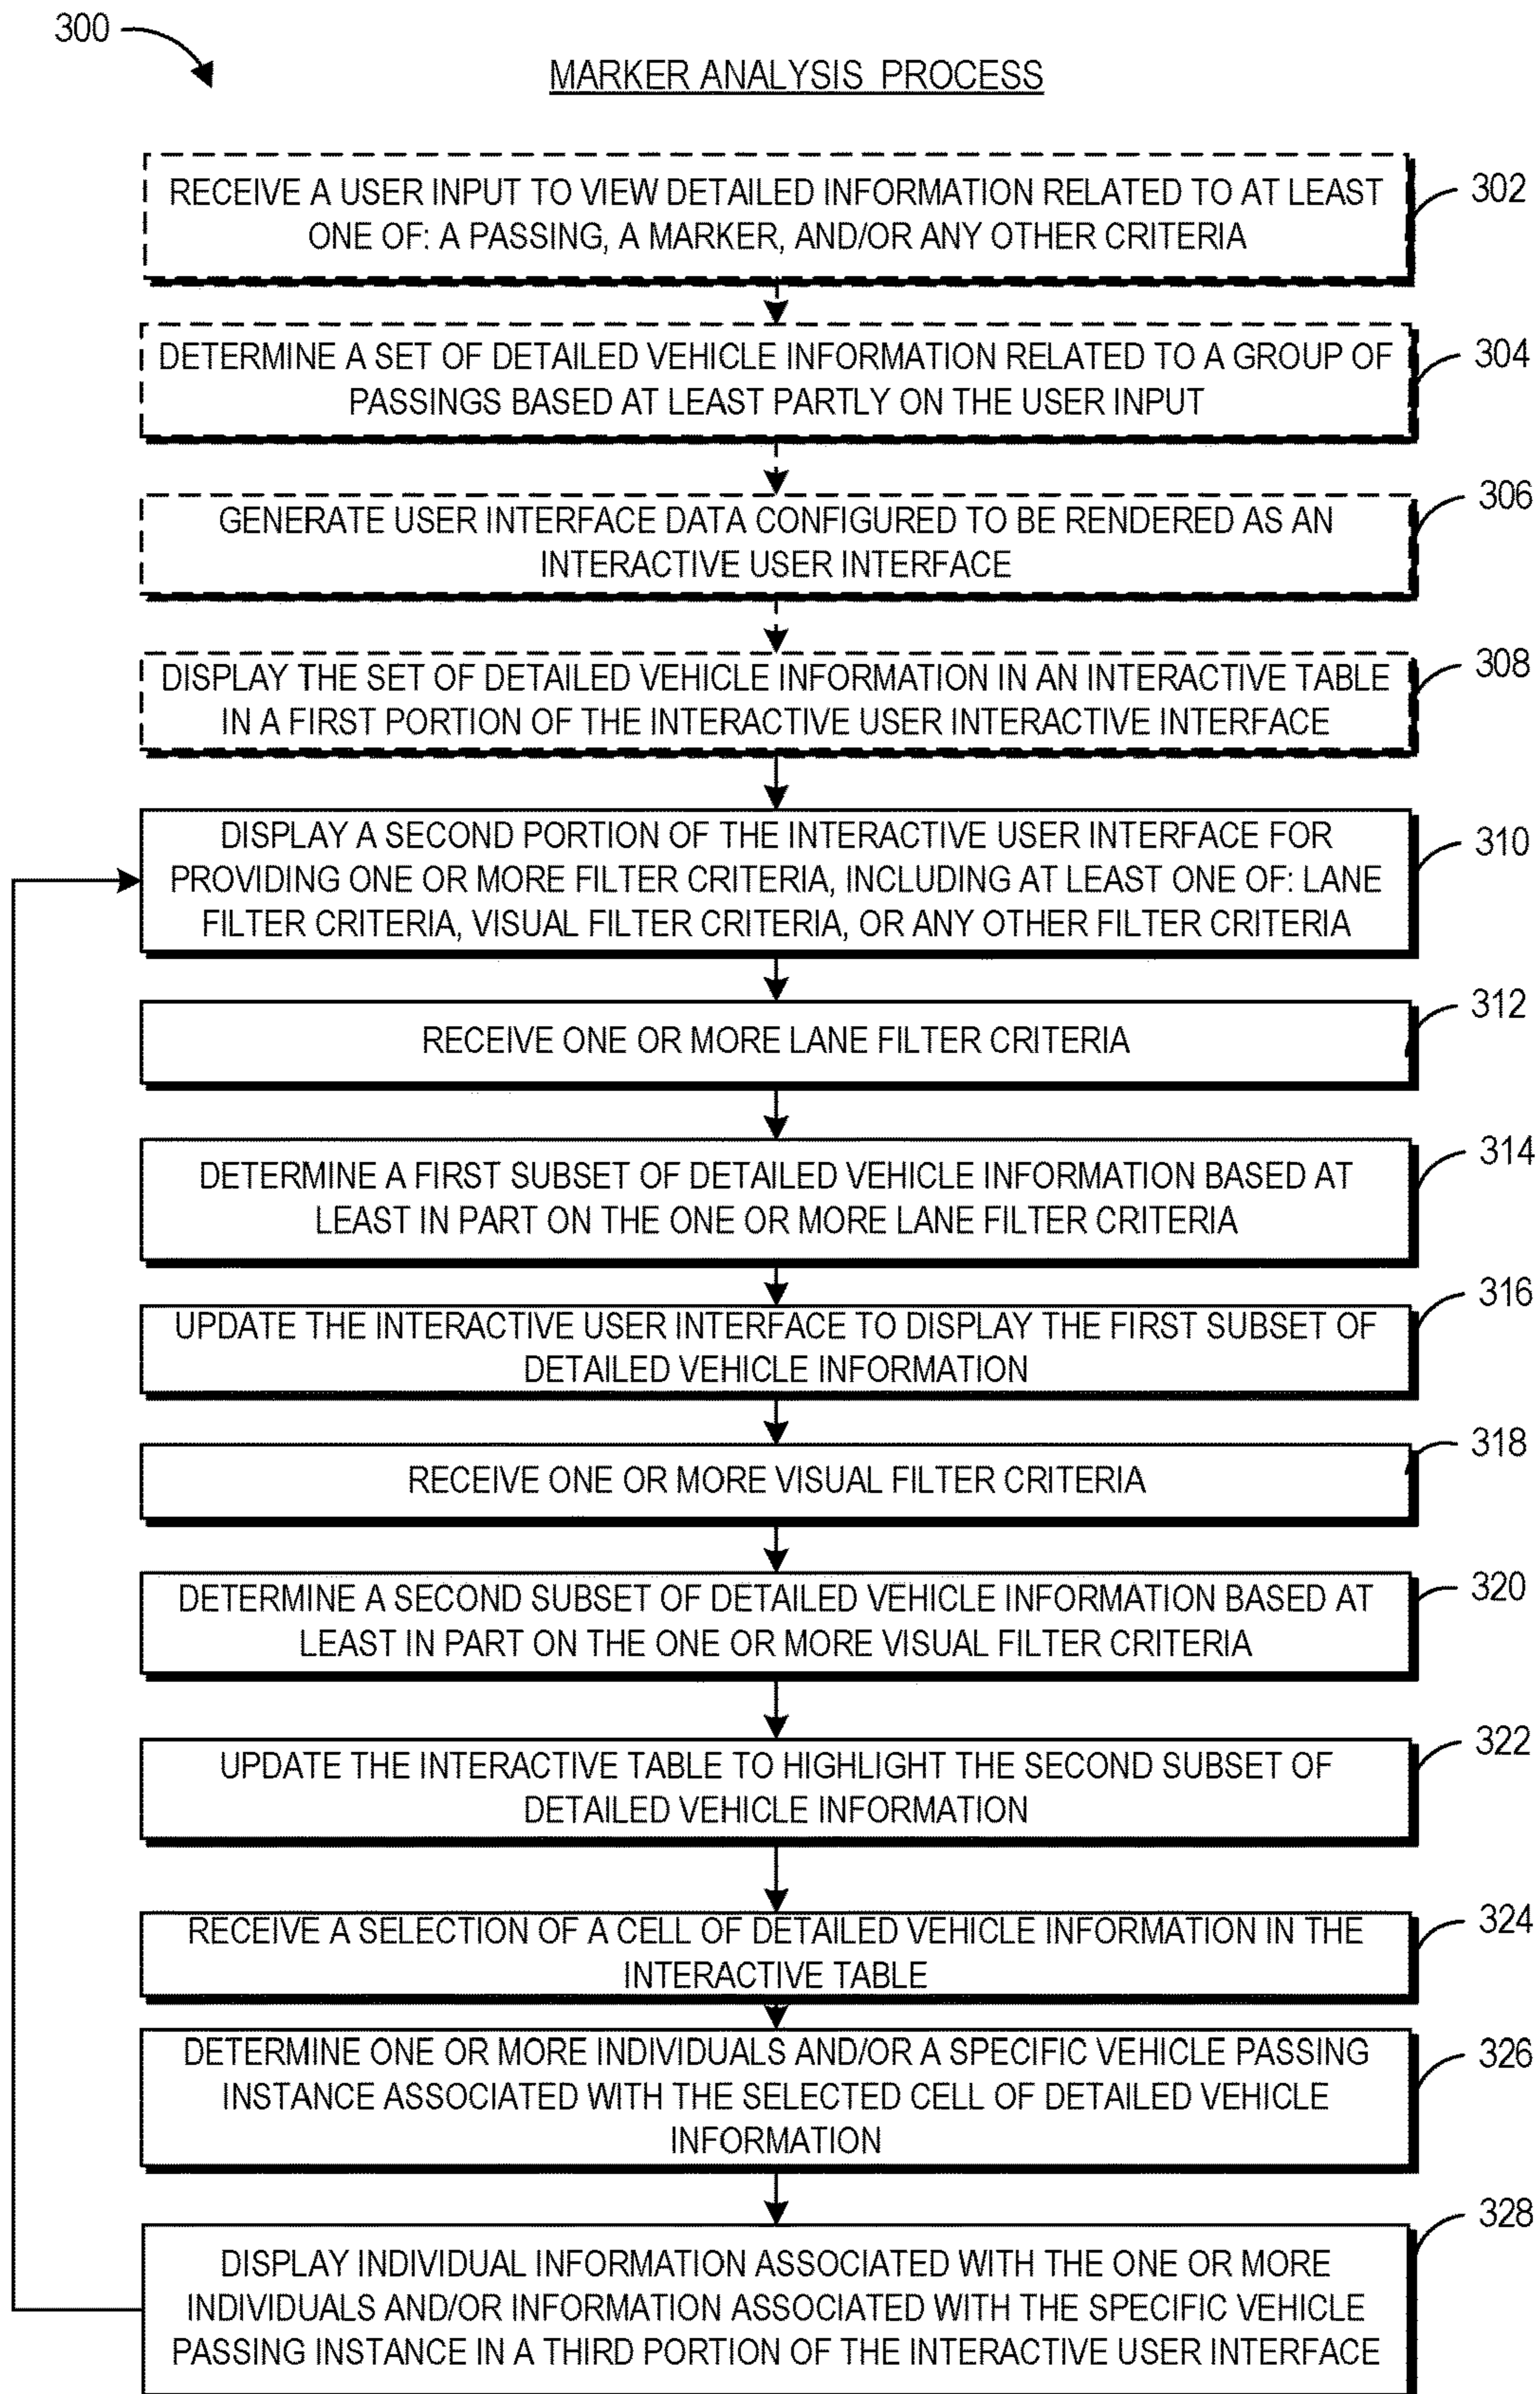 300
MARKER ANALYSIS PROCESS
RECEIVE A USER INPUT TO VIEW DETAILED INFORMATION RELATED TO AT LEAST
ONE OF: A PASSING, A MARKER, AND/OR ANY OTHER CRITERIA
302
DETERMINE A SET OF DETAILED VEHICLE INFORMATION RELATED TO A GROUP OF
PASSINGS BASED AT LEAST PARTLY ON THE USER INPUT
304
GENERATE USER INTERFACE DATA CONFIGURED TO BE RENDERED AS AN
INTERACTIVE USER INTERFACE
306
DISPLAY THE SET OF DETAILED VEHICLE INFORMATION IN AN INTERACTIVE TABLE
IN A FIRST PORTION OF THE INTERACTIVE USER INTERACTIVE INTERFACE
308
DISPLAY A SECOND PORTION OF THE INTERACTIVE USER INTERFACE FOR
PROVIDING ONE OR MORE FILTER CRITERIA, INCLUDING AT LEAST ONE OF: LANE
FILTER CRITERIA, VISUAL FILTER CRITERIA, OR ANY OTHER FILTER CRITERIA
310
RECEIVE ONE OR MORE LANE FILTER CRITERIA
312
DETERMINE A FIRST SUBSET OF DETAILED VEHICLE INFORMATION BASED AT
LEAST IN PART ON THE ONE OR MORE LANE FILTER CRITERIA
314
UPDATE THE INTERACTIVE USER INTERFACE TO DISPLAY THE FIRST SUBSET OF
DETAILED VEHICLE INFORMATION
316
RECEIVE ONE OR MORE VISUAL FILTER CRITERIA
318
DETERMINE A SECOND SUBSET OF DETAILED VEHICLE INFORMATION BASED AT
LEAST IN PART ON THE ONE OR MORE VISUAL FILTER CRITERIA
320
UPDATE THE INTERACTIVE TABLE TO HIGHLIGHT THE SECOND SUBSET OF
DETAILED VEHICLE INFORMATION
322
RECEIVE A SELECTION OF A CELL OF DETAILED VEHICLE INFORMATION IN THE
INTERACTIVE TABLE
324
DETERMINE ONE OR MORE INDIVIDUALS AND/OR A SPECIFIC VEHICLE PASSING
INSTANCE ASSOCIATED WITH THE SELECTED CELL OF DETAILED VEHICLE
INFORMATION
326
DISPLAY INDIVIDUAL INFORMATION ASSOCIATED WITH THE ONE OR MORE
INDIVIDUALS AND/OR INFORMATION ASSOCIATED WITH THE SPECIFIC VEHICLE
PASSING INSTANCE IN A THIRD PORTION OF THE INTERACTIVE USER INTERFACE
328